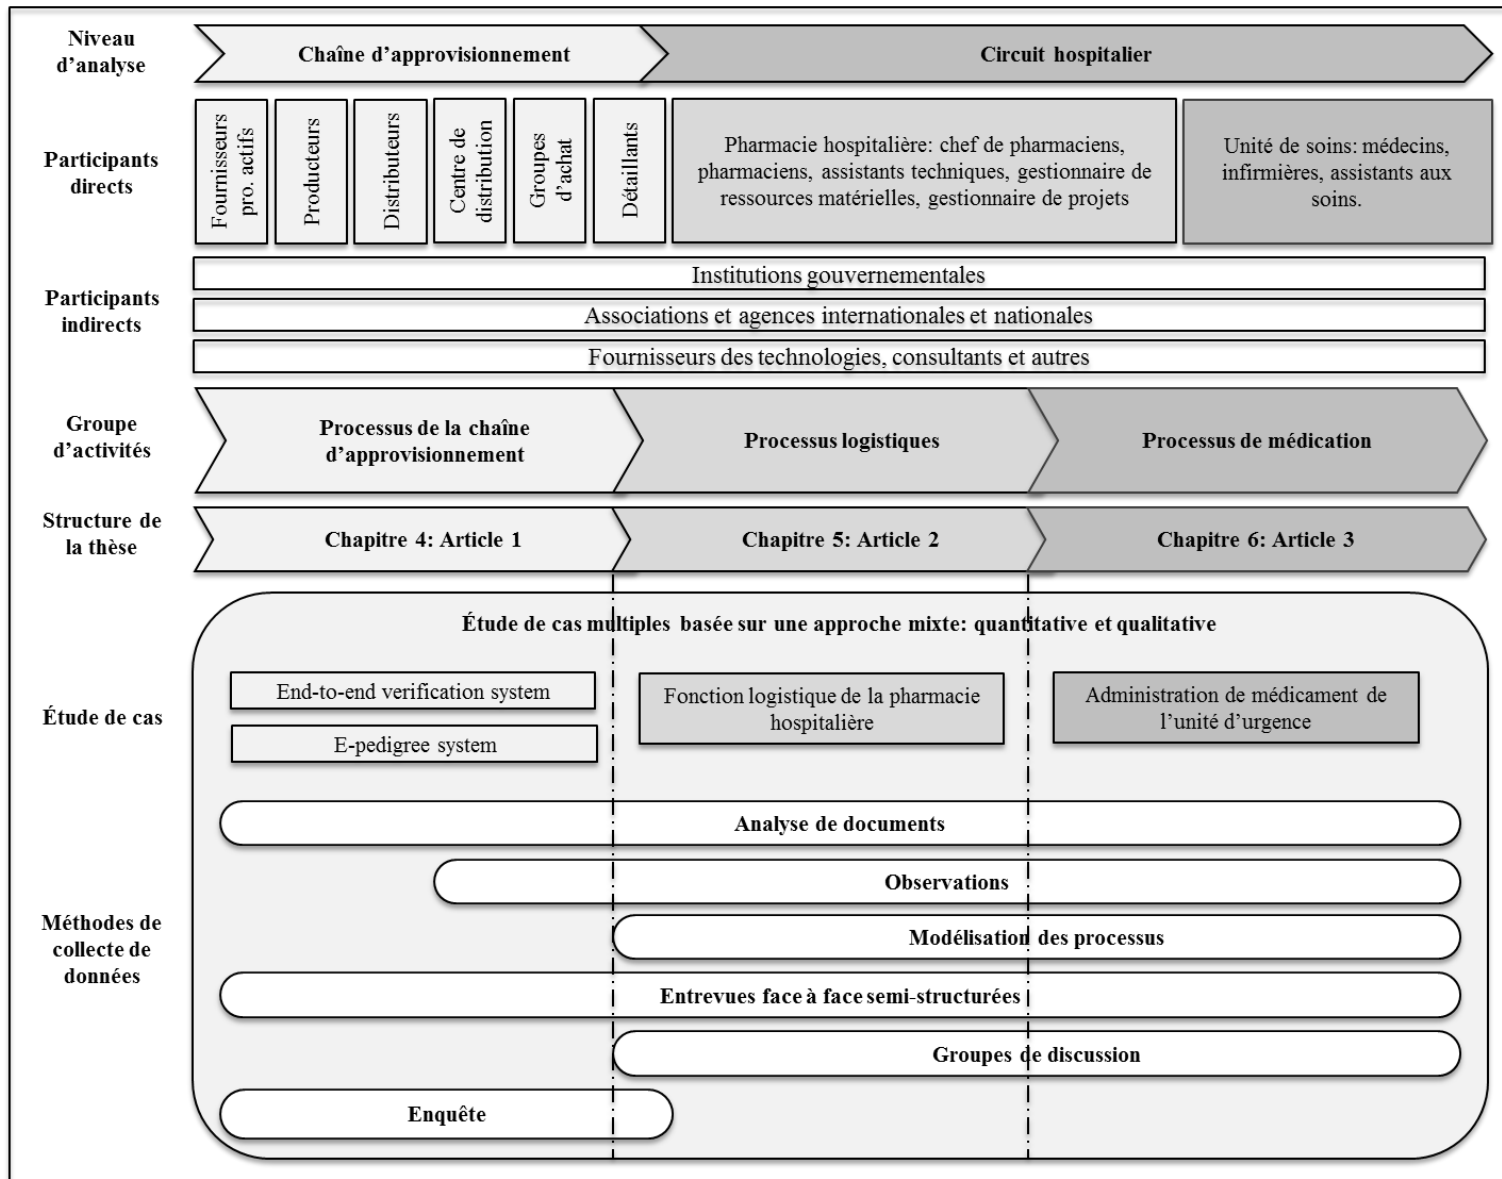 Niveau
d’analyse
Chaîne d’approvisionnement
Circuit hospitalier
Participants
directs
Fournisseurs
pro. actifs
Producteurs
Distributeurs
Centre de
distribution
Groupes
d’achat
Détaillants
Pharmacie hospitalière: chef de pharmaciens,
pharmaciens, assistants techniques, gestionnaire de
ressources matérielles, gestionnaire de projets
Unité de soins: médecins,
infirmières, assistants aux
soins.
Participants
indirects
Institutions gouvernementales
Associations et agences internationales et nationales
Fournisseurs des technologies, consultants et autres
Groupe
d’activités
Processus de la chaîne
d’approvisionnement
Processus logistiques
Processus de médication
Structure de
la thèse
Chapitre 4: Article 1
Chapitre 5: Article 2
Chapitre 6: Article 3
Étude de cas multiples basée sur une approche mixte: quantitative et qualitative
Étude de cas
End-to-end verification system
E-pedigree system
Fonction logistique de la pharmacie
hospitalière
Administration de médicament de
l’unité d’urgence
Méthodes de
collecte de
données
Analyse de documents
Observations
Modélisation des processus
Entrevues face à face semi-structurées
Groupes de discussion
Enquête